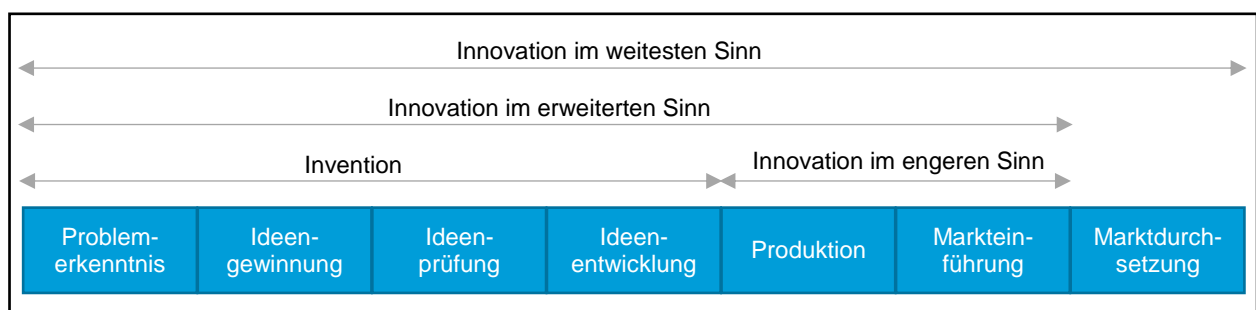 Innovation im weitesten Sinn
Innovation im erweiterten Sinn
Invention
Innovation im engeren Sinn
Problem-
erkenntnis
Ideen-
gewinnung
Ideen-
prüfung
Ideen-
entwicklung
Produktion
Marktein-
führung
Marktdurch-
setzung